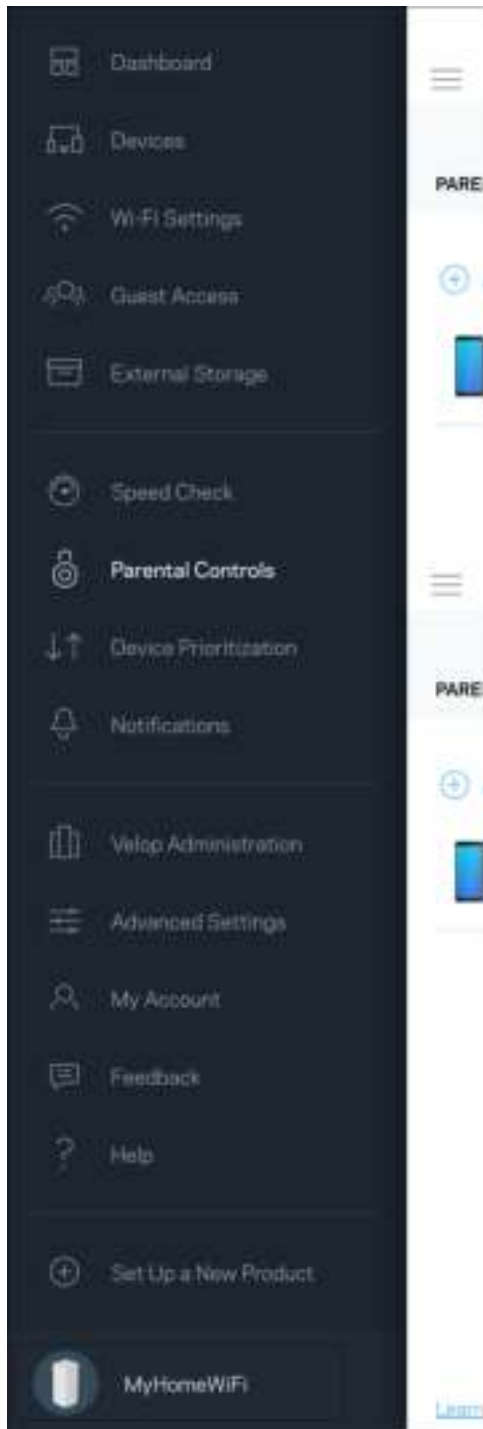 Dashboard
Devices
Wi-Fi Settings
Guest Access
External Storage
Speed Check
Parental Controls
Device Prioritization
Notifications
Velop Administration
Advanced Settings
My Account
Feedback
Help
Set Up a New Product
MyHomeWiFi
PARE
PARE
Learn